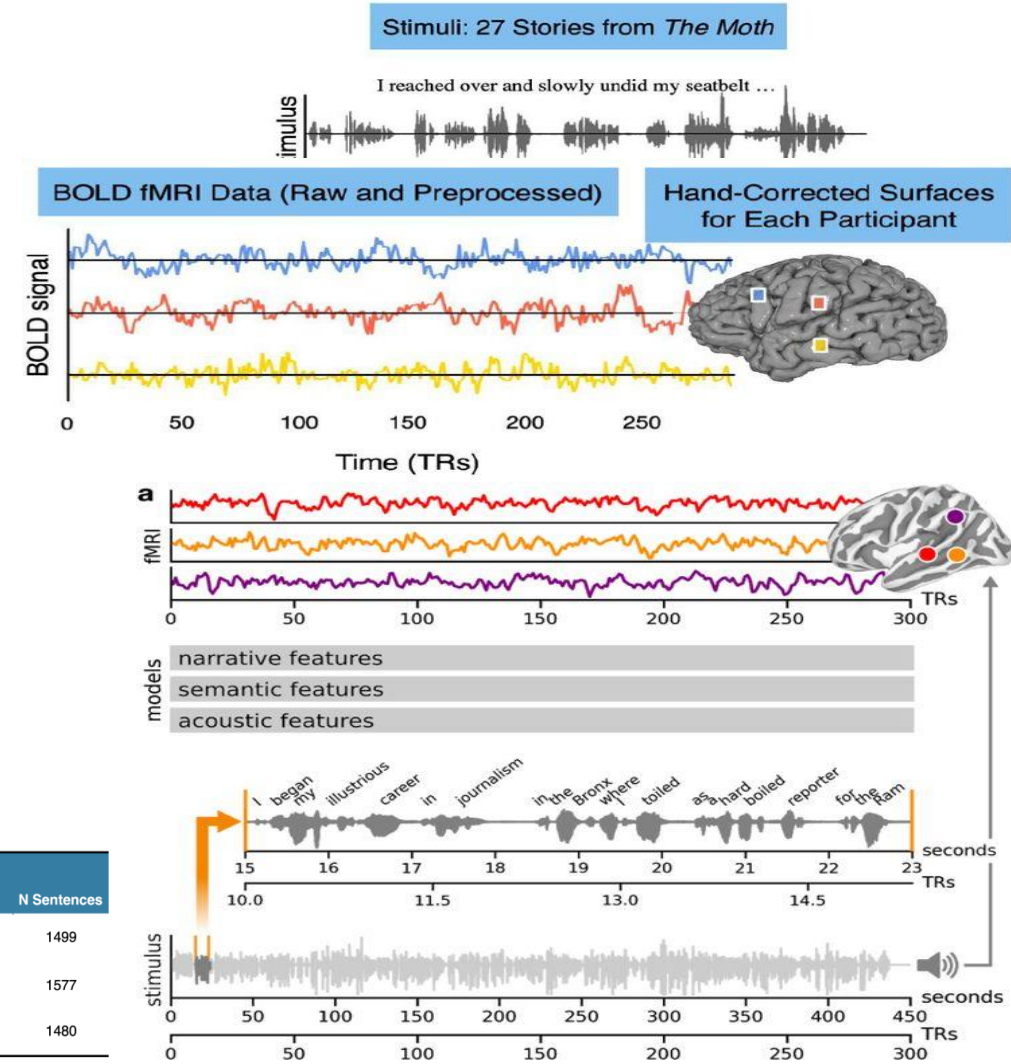 Stimuli: 27 Stories from The Moth
I reached over and slowly undid my seatbelt ...
imulus
BOLD fMRI Data (Raw and Preprocessed)
Hand-Corrected Surfaces
for Each Participant
BOLD signal
0 50 100 150 200 250
Time (TRs)
a
fMRI
TRs
0 50 100 150 200 250 300
models
narrative features
semantic features
acoustic features
I began my illustrious career in journalism in the Bronx where I toiled as a hard boiled reporter for the Ram
seconds
15 16 17 18 19 20 21 22 23
TRs
10.0 11.5 13.0 14.5
N Sentences
1499
1577
1480
stimulus
seconds
0 50 100 150 200 250 300 350 400 450
TRs
0 50 100 150 200 250 300